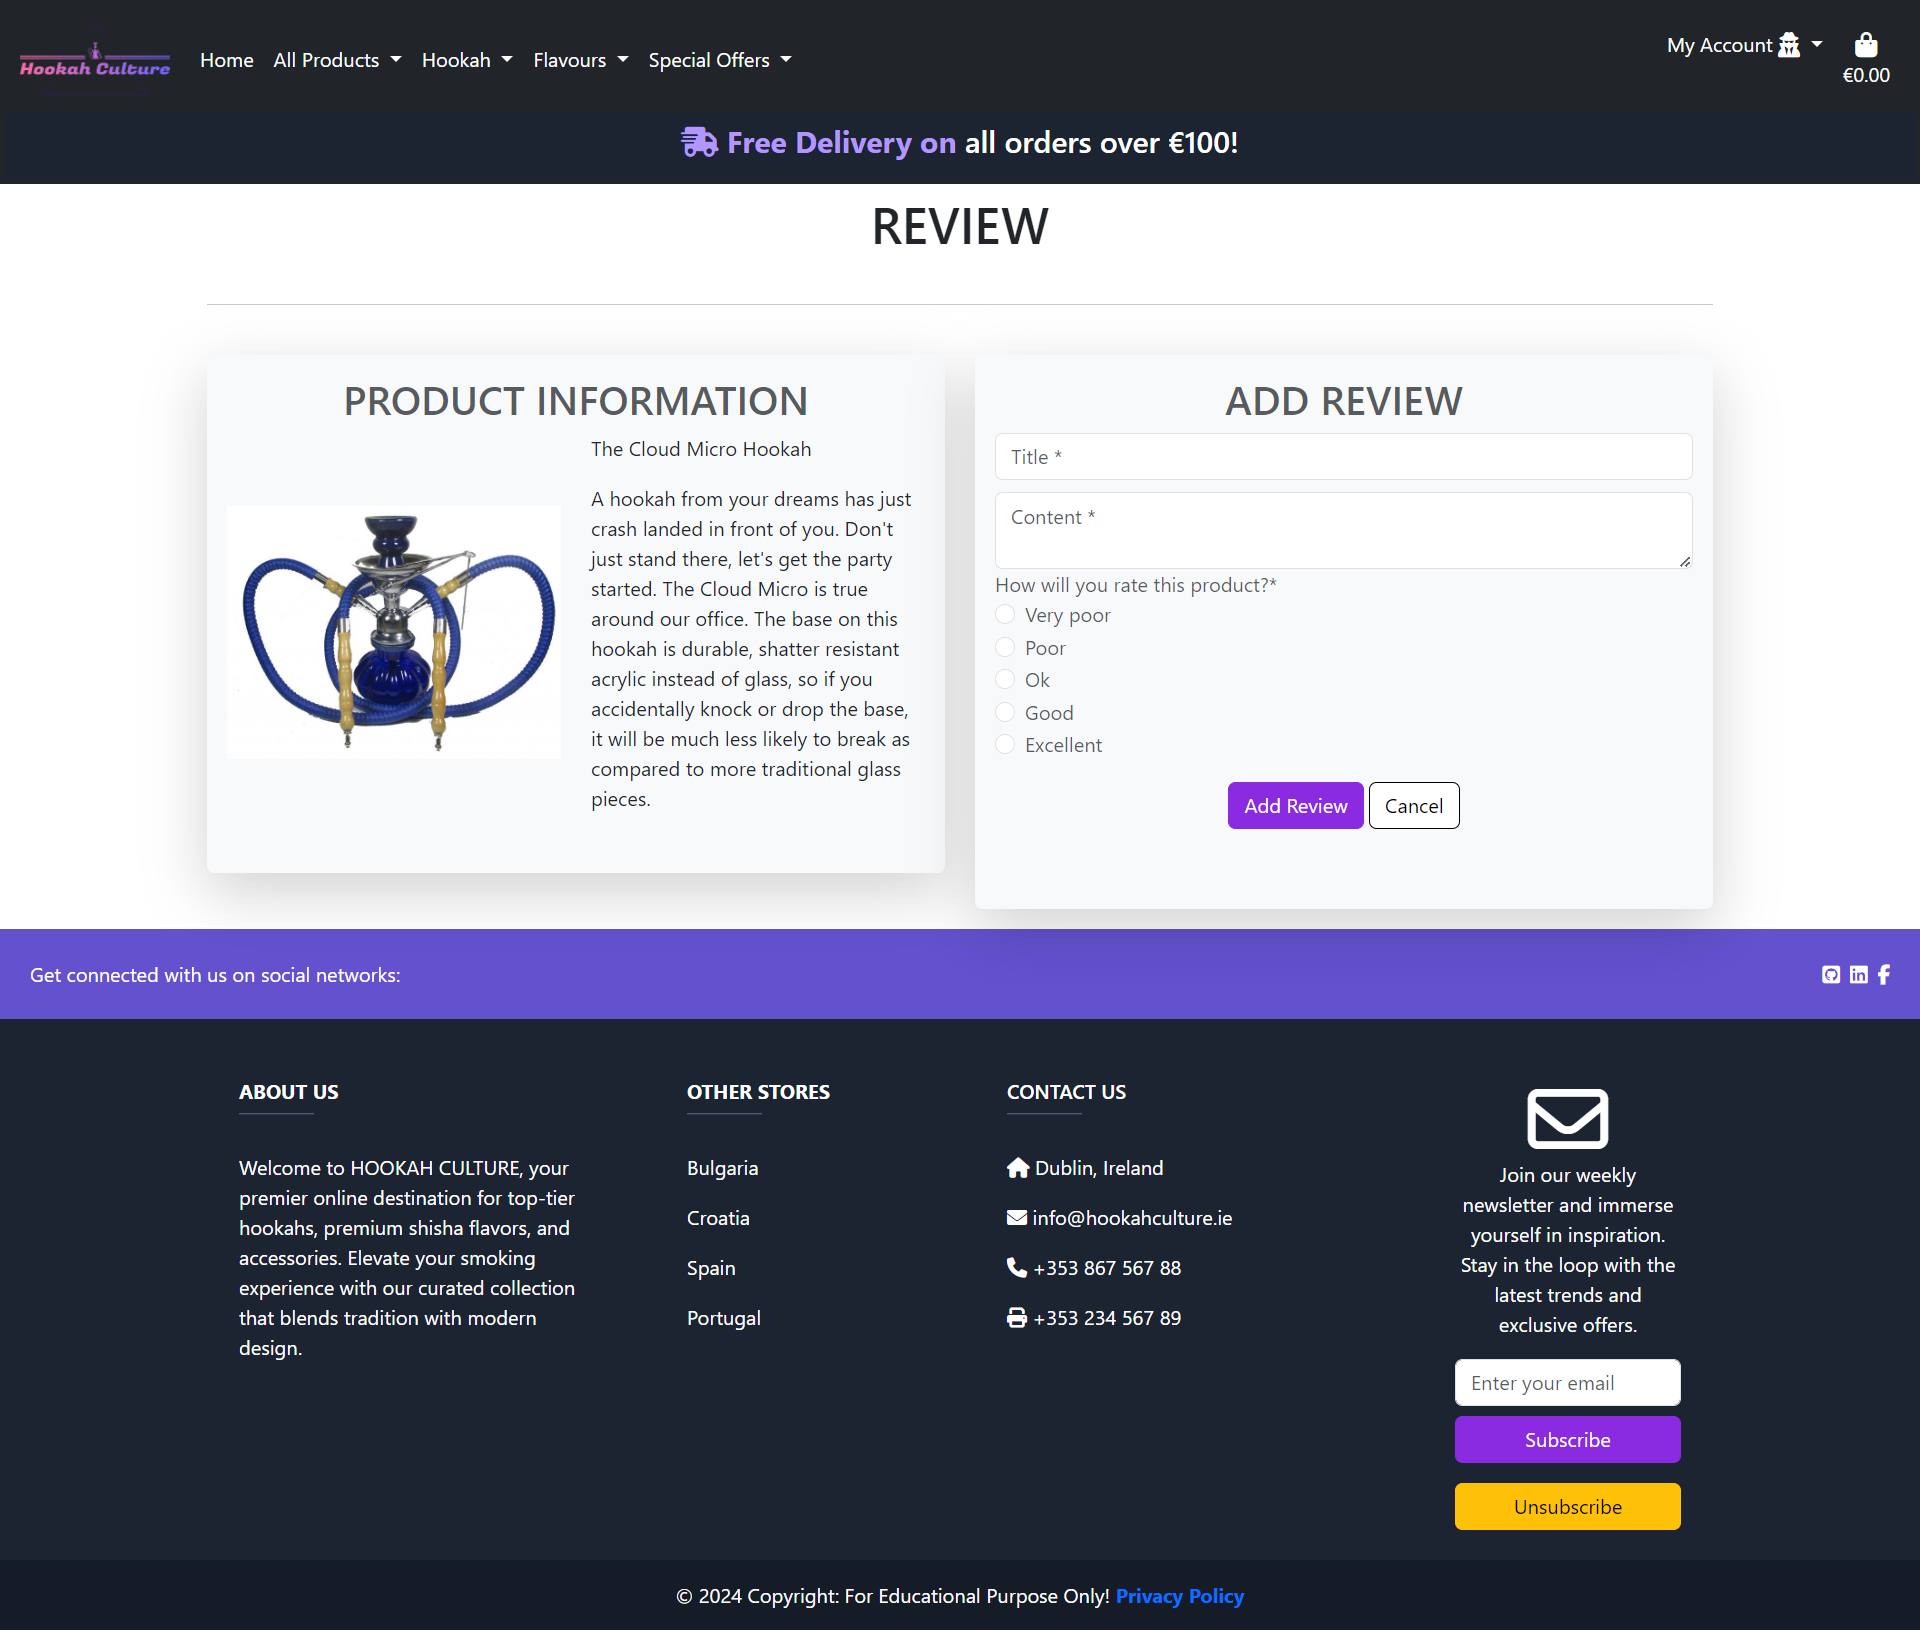 Hookah Culture
Home
All Products
Hookah
Flavours
Special Offers
My Account
€0.00
Free Delivery on all orders over €100!
REVIEW
PRODUCT INFORMATION
The Cloud Micro Hookah
A hookah from your dreams has just
crash landed in front of you. Don't
just stand there, let's get the party
started. The Cloud Micro is true
around our office. The base on this
hookah is durable, shatter resistant
acrylic instead of glass, so if you
accidentally knock or drop the base,
it will be much less likely to break as
compared to more traditional glass
pieces.
ADD REVIEW
Title *
Content *
How will you rate this product?*
Very poor
Poor
Ok
Good
Excellent
Add Review
Cancel
Get connected with us on social networks:
ABOUT US
Welcome to HOOKAH CULTURE, your
premier online destination for top-tier
hookahs, premium shisha flavors, and
accessories. Elevate your smoking
experience with our curated collection
that blends tradition with modern
design.
OTHER STORES
Bulgaria
Croatia
Spain
Portugal
CONTACT US
Dublin, Ireland
info@hookahculture.ie
+353 867 567 88
+353 234 567 89
Join our weekly
newsletter and immerse
yourself in inspiration.
Stay in the loop with the
latest trends and
exclusive offers.
Enter your email
Subscribe
Unsubscribe
© 2024 Copyright: For Educational Purpose Only! Privacy Policy